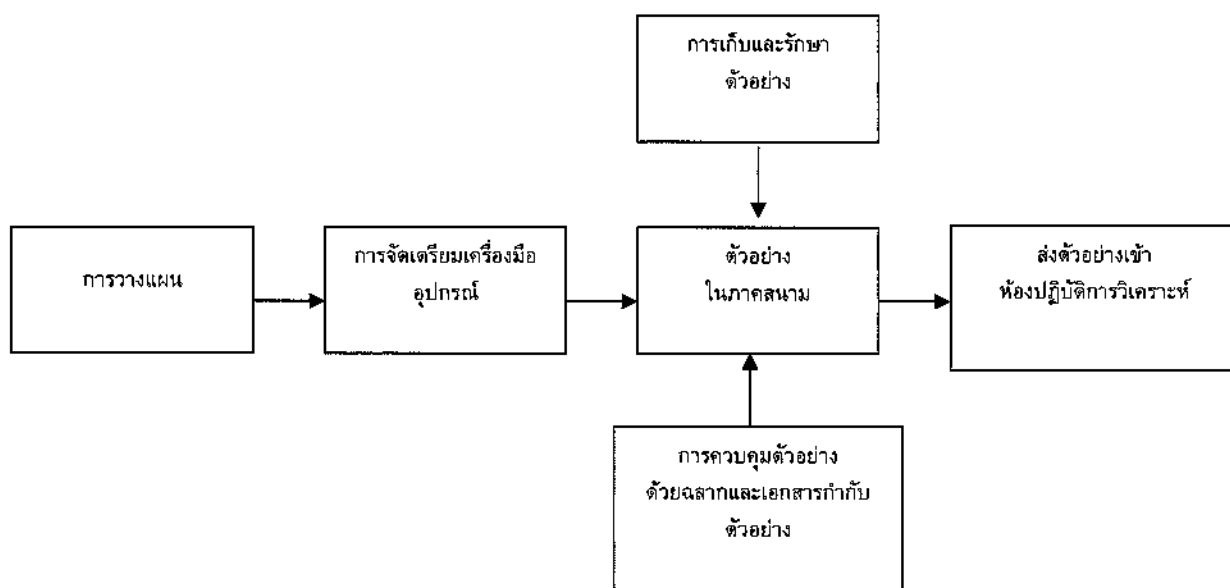 การเก็บและรักษา
ตัวอย่าง
การวางแผน
การจัดเตรียมเครื่องมือ
อุปกรณ์
ตัวอย่าง
ในภาคสนาม
ส่งตัวอย่างเข้า
ห้องปฏิบัติการวิเคราะห์
การควบคุมตัวอย่าง
ด้วยฉลากและเอกสารกำกับ
ตัวอย่าง